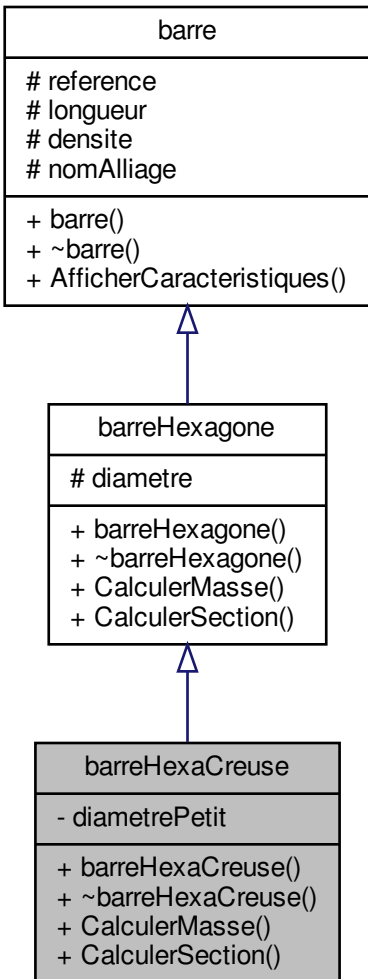 barre
# reference
# longueur
# densite
# nomAlliage
+ barre()
+ ~barre()
+ AfficherCaracteristiques()
barreHexagone
# diametre
+ barreHexagone()
+ ~barreHexagone()
+ CalculerMasse()
+ CalculerSection()
barreHexaCreuse
- diametrePetit
+ barreHexaCreuse()
+ ~barreHexaCreuse()
+ CalculerMasse()
+ CalculerSection()